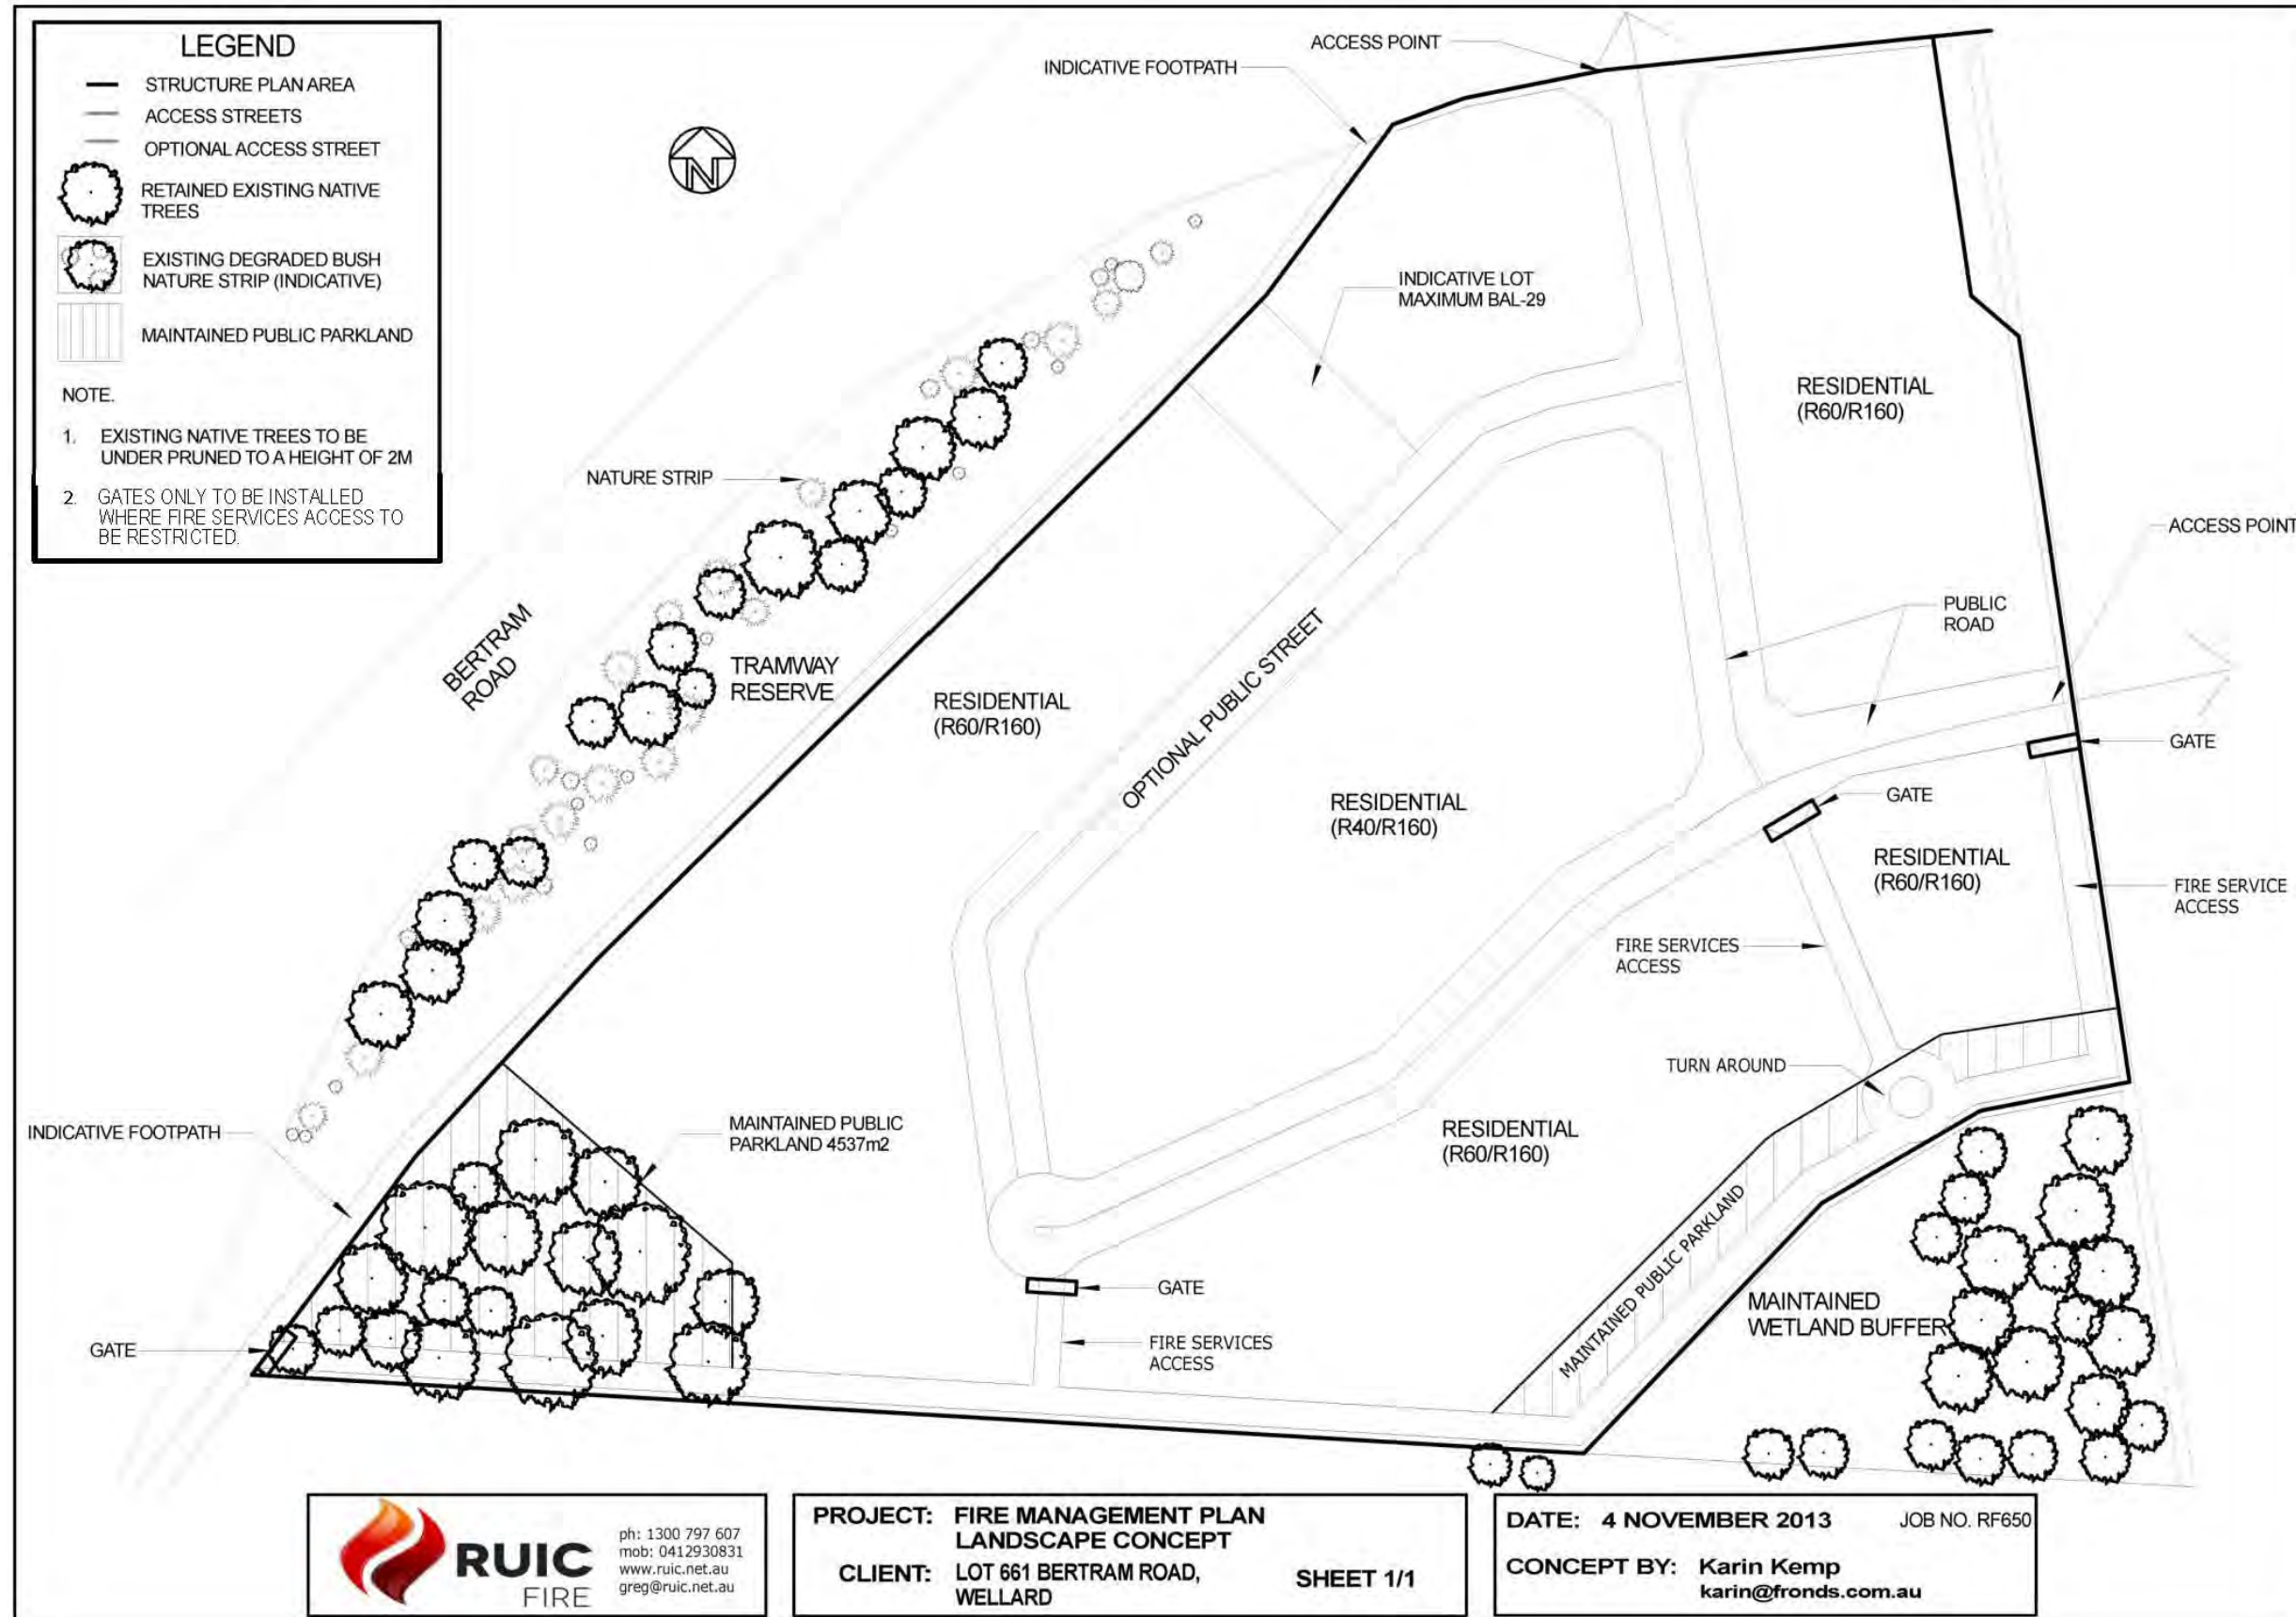 LEGEND
STRUCTURE PLAN AREA
ACCESS STREETS
OPTIONAL ACCESS STREET
RETAINED EXISTING NATIVE
TREES
EXISTING DEGRADED BUSH
NATURE STRIP (INDICATIVE)
MAINTAINED PUBLIC PARKLAND
NOTE.
1. EXISTING NATIVE TREES TO BE
UNDER PRUNED TO A HEIGHT OF 2M
2. GATES ONLY TO BE INSTALLED
WHERE FIRE SERVICES ACCESS TO
BE RESTRICTED.
N
ACCESS POINT
INDICATIVE FOOTPATH
INDICATIVE LOT
MAXIMUM BAL-29
RESIDENTIAL
(R60/R160)
NATURE STRIP
ACCESS POINT
BERTRAM
ROAD
TRAMWAY
RESERVE
RESIDENTIAL
(R60/R160)
OPTIONAL PUBLIC STREET
PUBLIC
ROAD
GATE
RESIDENTIAL
(R40/R160)
GATE
RESIDENTIAL
(R60/R160)
FIRE SERVICE
ACCESS
FIRE SERVICES
ACCESS
TURN AROUND
INDICATIVE FOOTPATH
MAINTAINED PUBLIC
PARKLAND 4537m2
RESIDENTIAL
(R60/R160)
MAINTAINED PUBLIC PARKLAND
GATE
MAINTAINED
WETLAND BUFFER
GATE
FIRE SERVICES
ACCESS
RUIC
FIRE
ph: 1300 797 607
mob: 0412930831
www.ruic.net.au
greg@ruic.net.au
PROJECT: FIRE MANAGEMENT PLAN
LANDSCAPE CONCEPT
CLIENT: LOT 661 BERTRAM ROAD,
WELLARD
SHEET 1/1
DATE: 4 NOVEMBER 2013 JOB NO. RF650
CONCEPT BY: Karin Kemp
karin@fronds.com.au